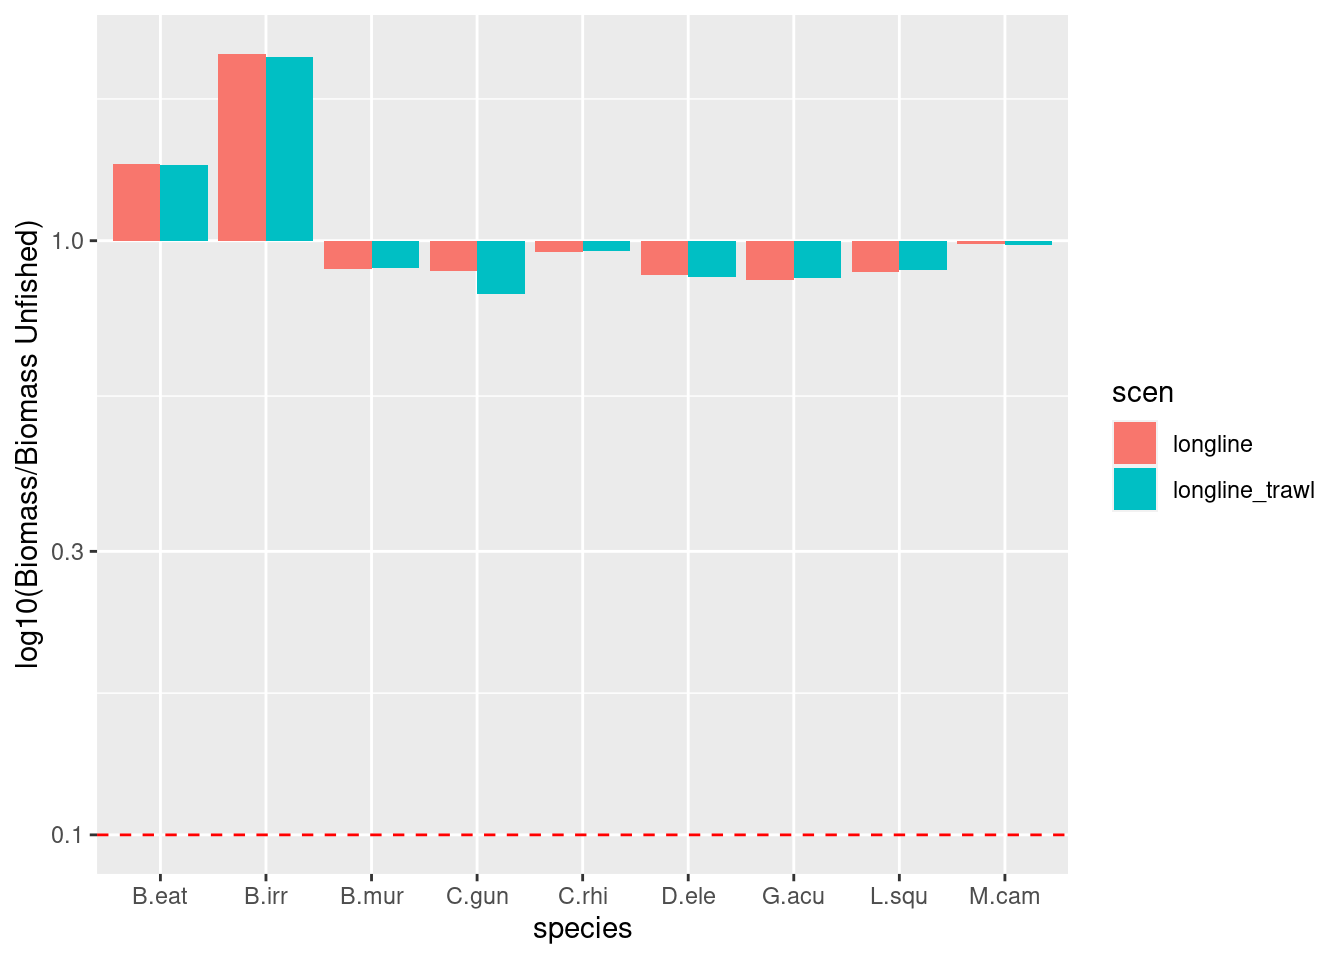 log10(Biomass/Biomass Unfished)
1.0
0.3
0.1
B.eat
B.irr
B.mur
C.gun
C.rhi
D.ele
G.acu
L.squ
M.cam
species
scen
longline
longline_trawl